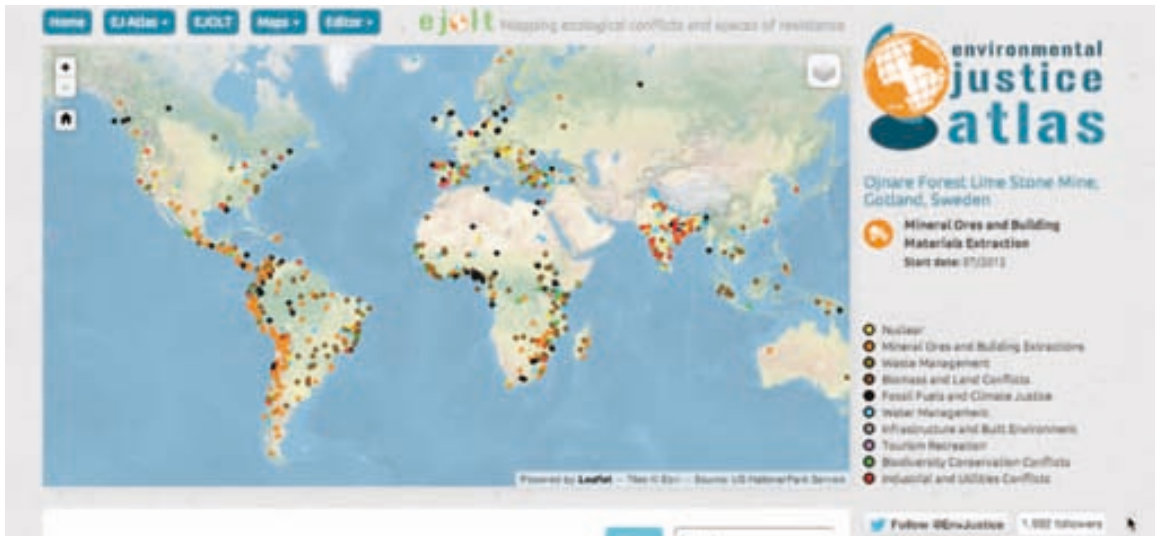 Home
EJ Atlas
EJOLT
Maps
Editor
ejolt Mapping ecological conflicts and spaces of resistance
environmental
justice
atlas
Ojnare Forest Lime Stone Mine,
Gotland, Sweden
Mineral Ores and Building
Materials Extraction
Start date: 07/2012
Nuclear
Mineral Ores and Building Extractions
Waste Management
Biomass and Land Conflicts
Fossil Fuels and Climate Justice
Water Management
Infrastructure and Built Environment
Tourism Recreation
Biodiversity Conservation Conflicts
Industrial and Utilities Conflicts
Powered by Leaflet — Tiles © Esri — Source: US National Park Service
Follow @EnvJustice
followers